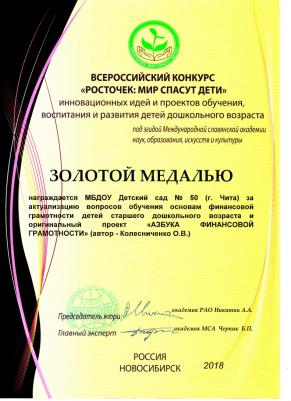 ВСЕРОССИЙСКИЙ КОНКУРС
«РОСТОЧЕК: МИР СПАСУТ ДЕТИ»
инновационных идей и проектов обучения,
воспитания и развития детей дошкольного возраста
под эгидой Международной славянской академии
наук, образования, искусств и культуры
ЗОЛОТОЙ МЕДАЛЬЮ
награждается МБДОУ Детский сад № 50 (г. Чита) за
актуализацию вопросов обучения основам финансовой
грамотности детей старшего дошкольного возраста и
оригинальный проект «АЗБУКА ФИНАНСОВОЙ
ГРАМОТНОСТИ» (автор - Колесниченко О.В.)
Председатель жюри академик РАО Никитин А.А.
Главный эксперт академик МСА Черник Б.П.
РОССИЯ
НОВОСИБИРСК 2018